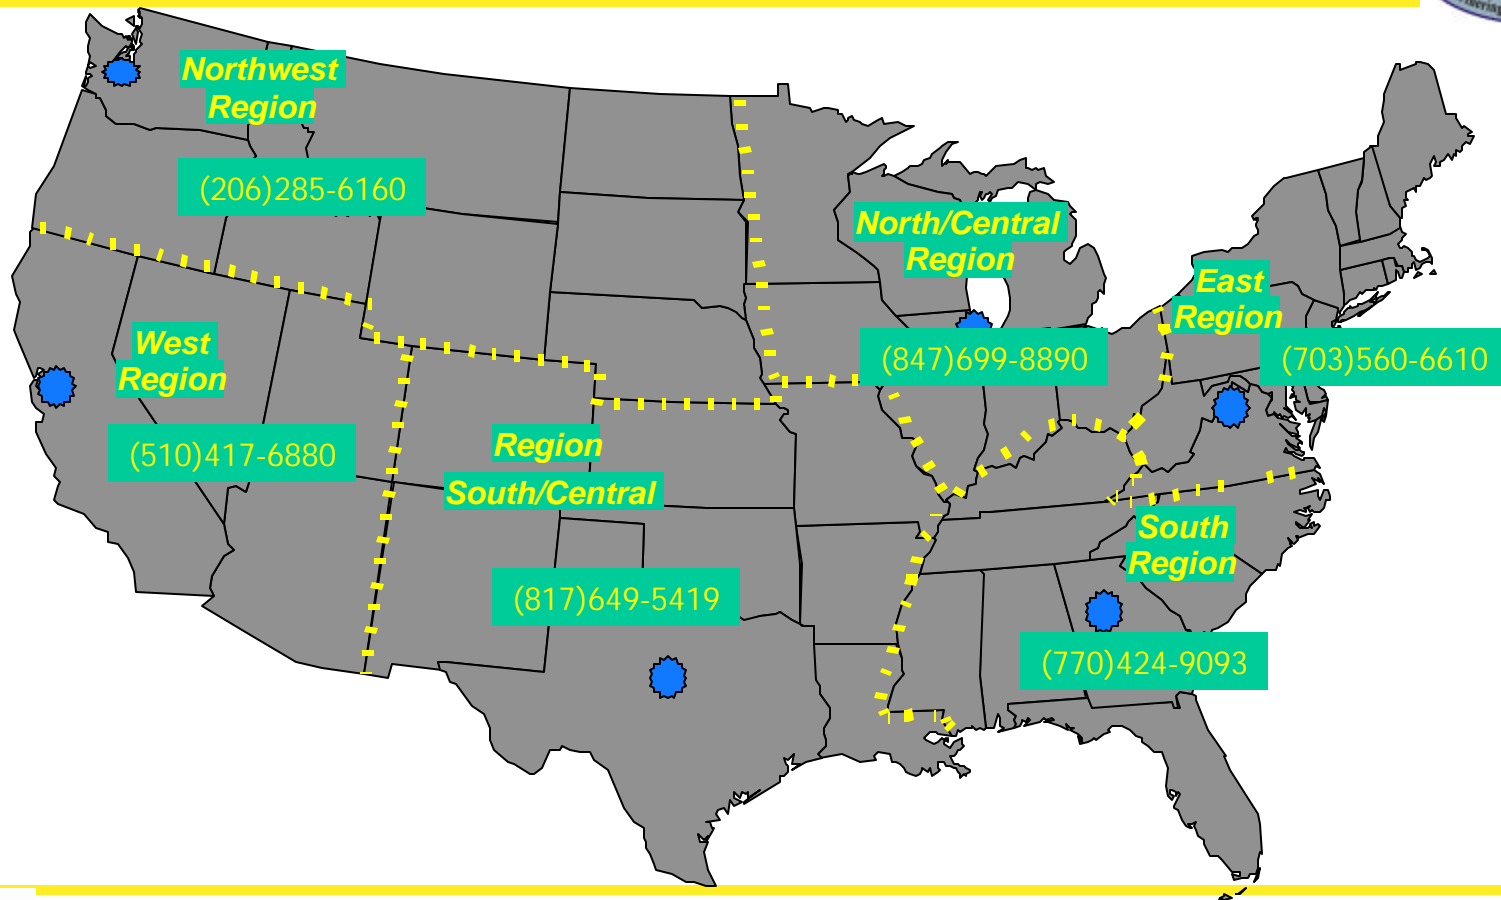 Northwest
Region
(206)285-6160
North/Central
Region
(847)699-8890
East
Region
(703)560-6610
West
Region
(510)417-6880
Region
South/Central
(817)649-5419
South
Region
(770)424-9093